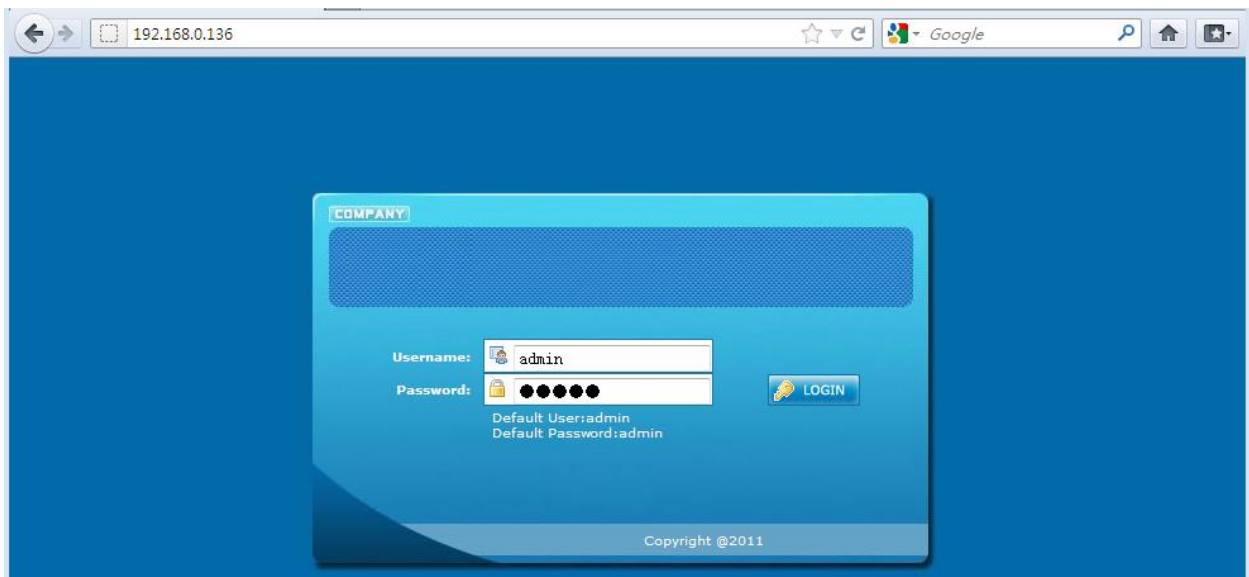 192.168.0.136
Google
COMPANY
Username: admin
Password: ●●●●●
LOGIN
Default User:admin
Default Password:admin
Copyright @2011